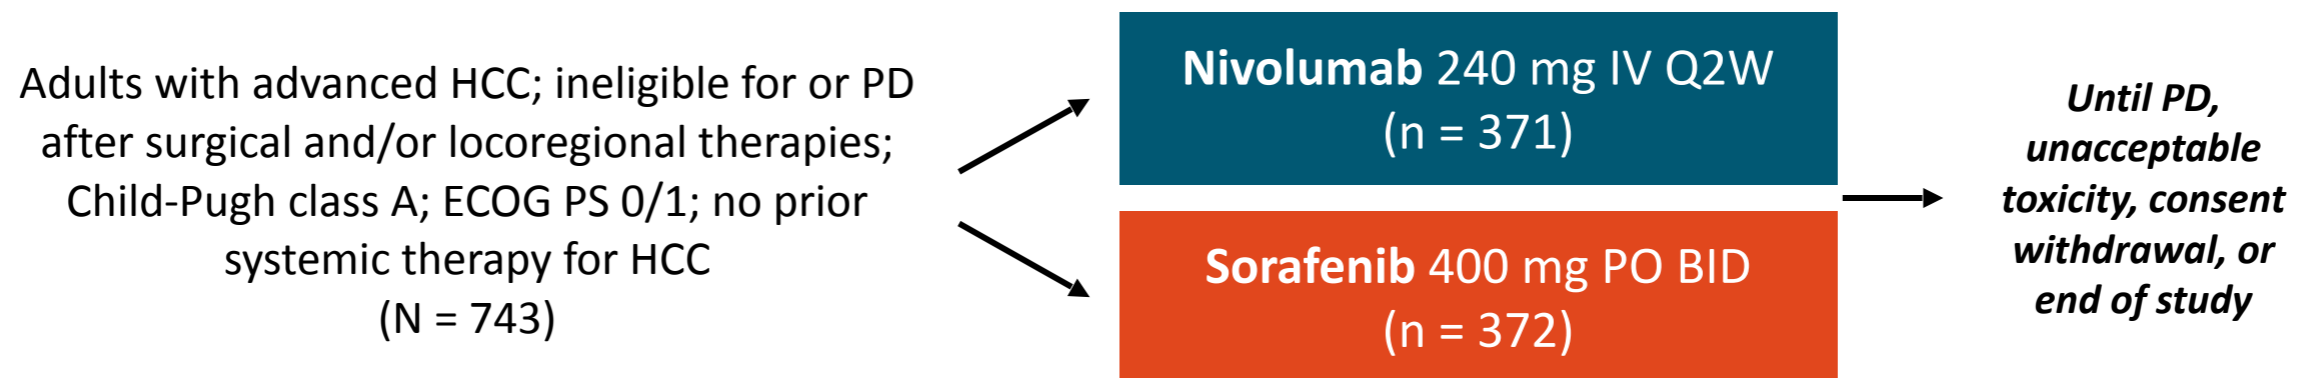 Adults with advanced HCC; ineligible for or PD
after surgical and/or locoregional therapies;
Child-Pugh class A; ECOG PS 0/1; no prior
systemic therapy for HCC
(N = 743)
Nivolumab 240 mg IV Q2W
(n = 371)
Sorafenib 400 mg PO BID
(n = 372)
Until PD,
unacceptable
toxicity, consent
withdrawal, or
end of study